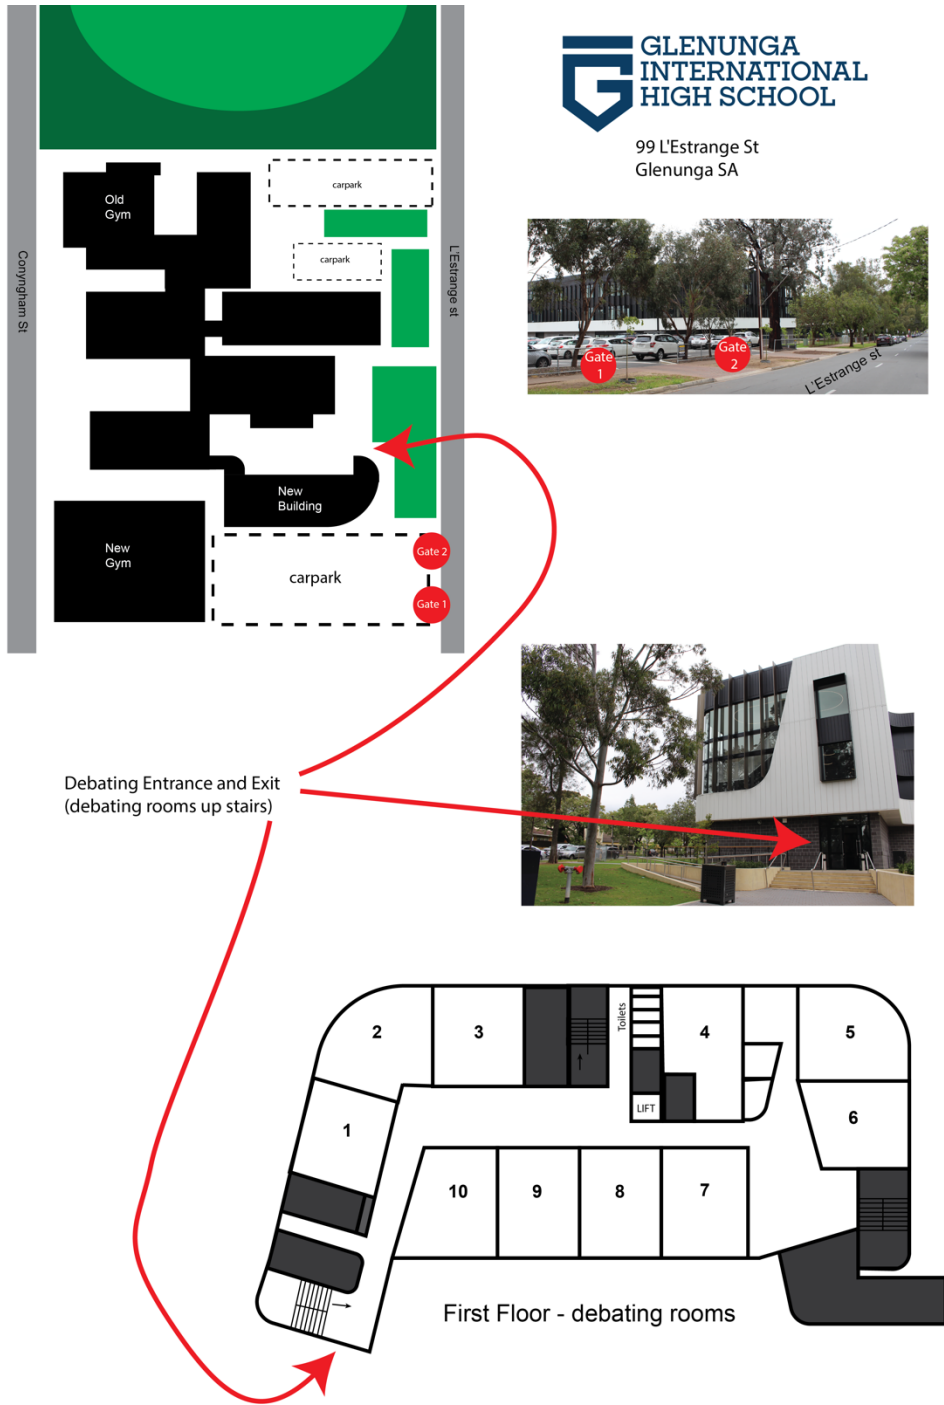 GLENUNGA
INTERNATIONAL
HIGH SCHOOL
99 L'Estrange St
Glenunga SA
Conyngham St
L'Estrange st
Old
Gym
carpark
carpark
New
Building
New
Gym
carpark
Gate 2
Gate 1
Gate
1
Gate
2
L'Estrange st
Debating Entrance and Exit
(debating rooms up stairs)
2
3
Toilets
4
5
LIFT
1
6
10
9
8
7
First Floor - debating rooms